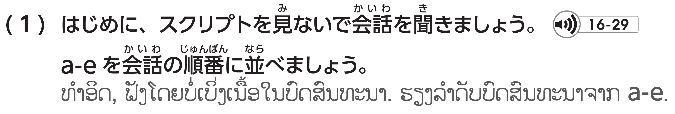 (1) はじめに、スクリプトを見ないで会話を聞きましょう。 16-29
a-e を会話の順番に並べましょう。
ທຳອິດ, ຟັງໂດຍບໍ່ເບິ່ງເນື້ອໃນບົດສົນທະນາ. ຮຽງລຳດັບບົດສົນທະນາຈາກ a-e.